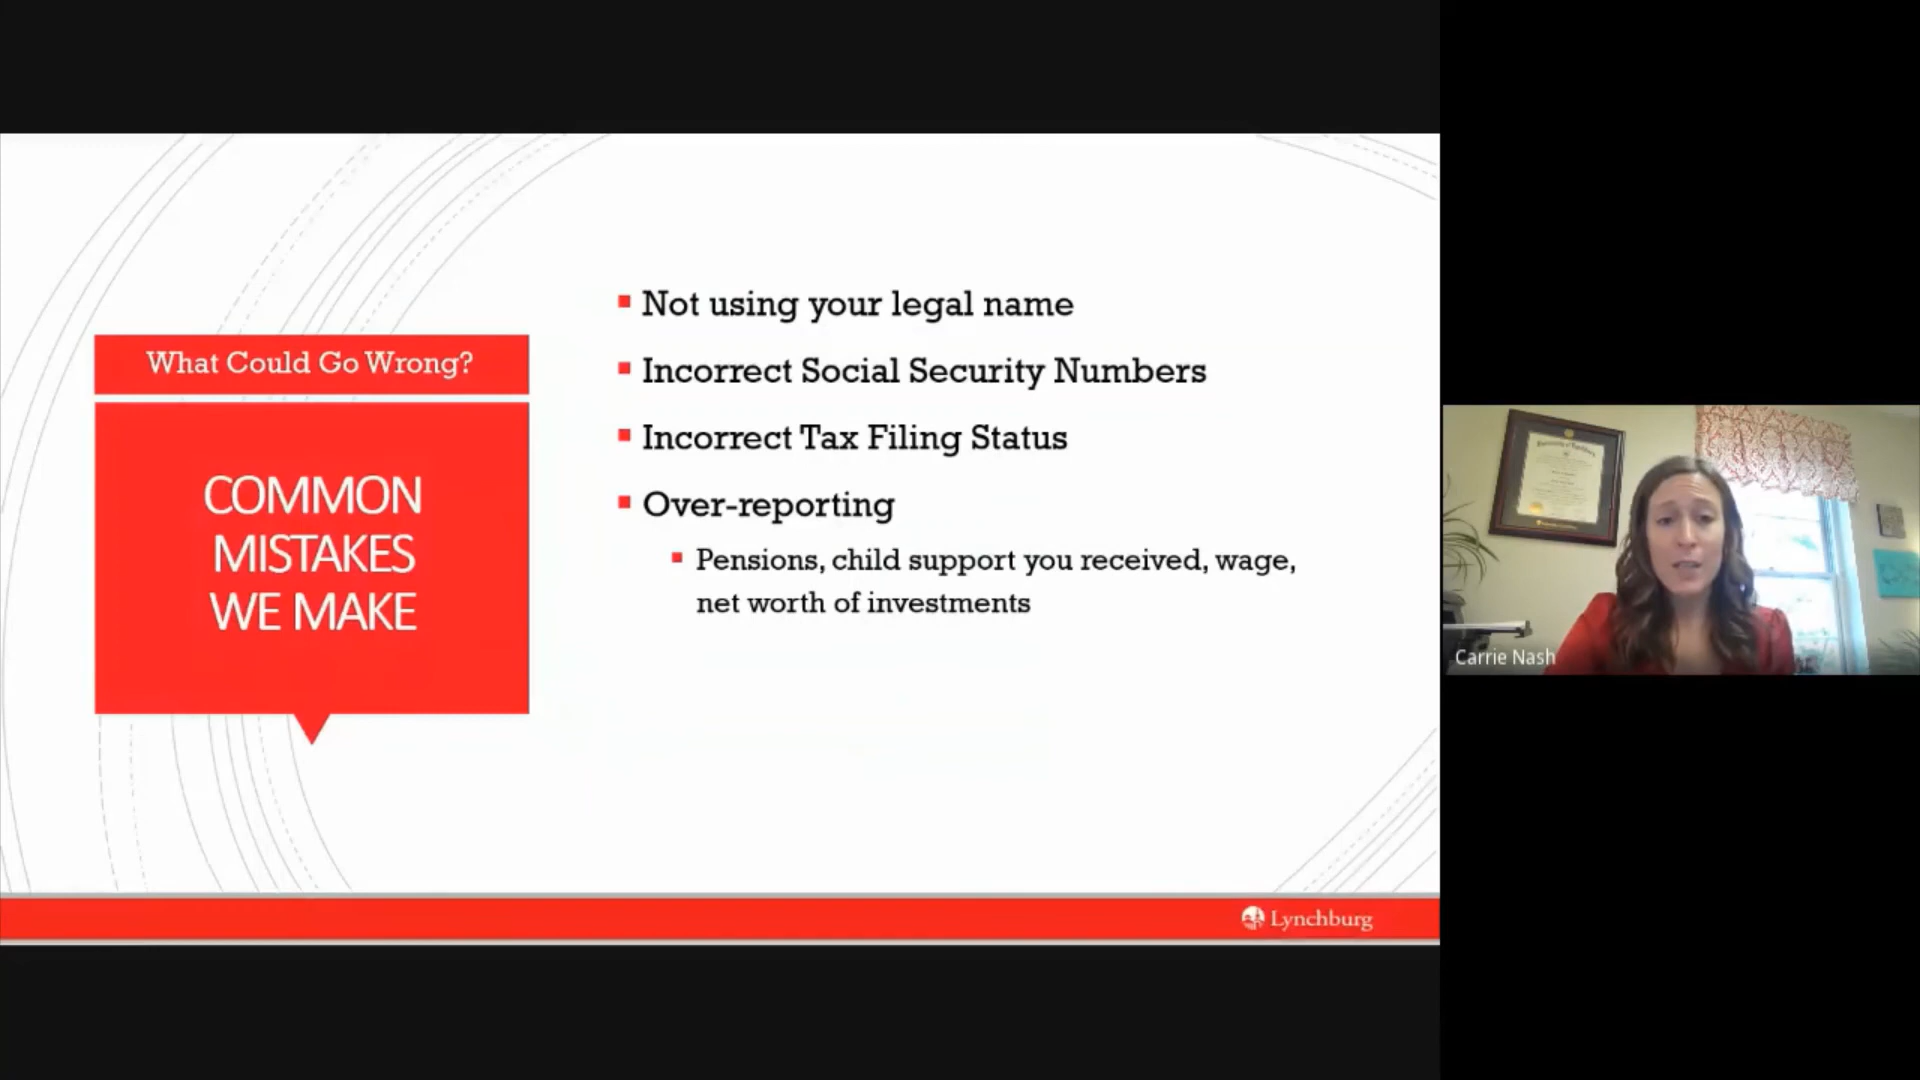 What Could Go Wrong?
COMMON
MISTAKES
WE MAKE
Not using your legal name
Incorrect Social Security Numbers
Incorrect Tax Filing Status
Over-reporting
Pensions, child support you received, wage,
net worth of investments
Lynchburg
Carrie Nash